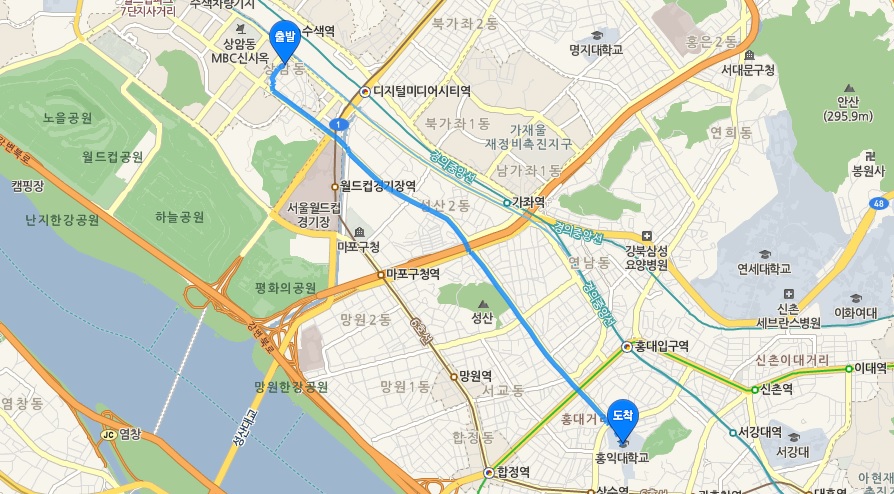 7단지사거리
수색역
출발
상암동
MBC신사옥
상암동
북가좌2동
명지대학교
홍은2동
서대문구청
디지털미디어시티역
안산
(295.9m)
노을공원
1
북가좌1동
가재울
재정비촉진지구
연희동
강변북로
월드컵공원
경의중앙선
남가좌1동
봉원사
캠핑장
월드컵경기장역
난지한강공원
하늘공원
서울월드컵
경기장
성산2동
가좌역
48
마포구청
경의중앙선
강북삼성
요양병원
연남동
연세대학교
마포구청역
평화의공원
경의중앙선
신촌
세브란스병원
이화여대
망원2동
성산
6호선
강변북로
홍대입구역
신촌이대거리
이대역
망원역
망원1동
서교동
신촌역
망원한강공원
염창동
도착
홍대거리
성산대교
JC 염창
합정동
서강대역
홍익대학교
서강대
합정역
상수역